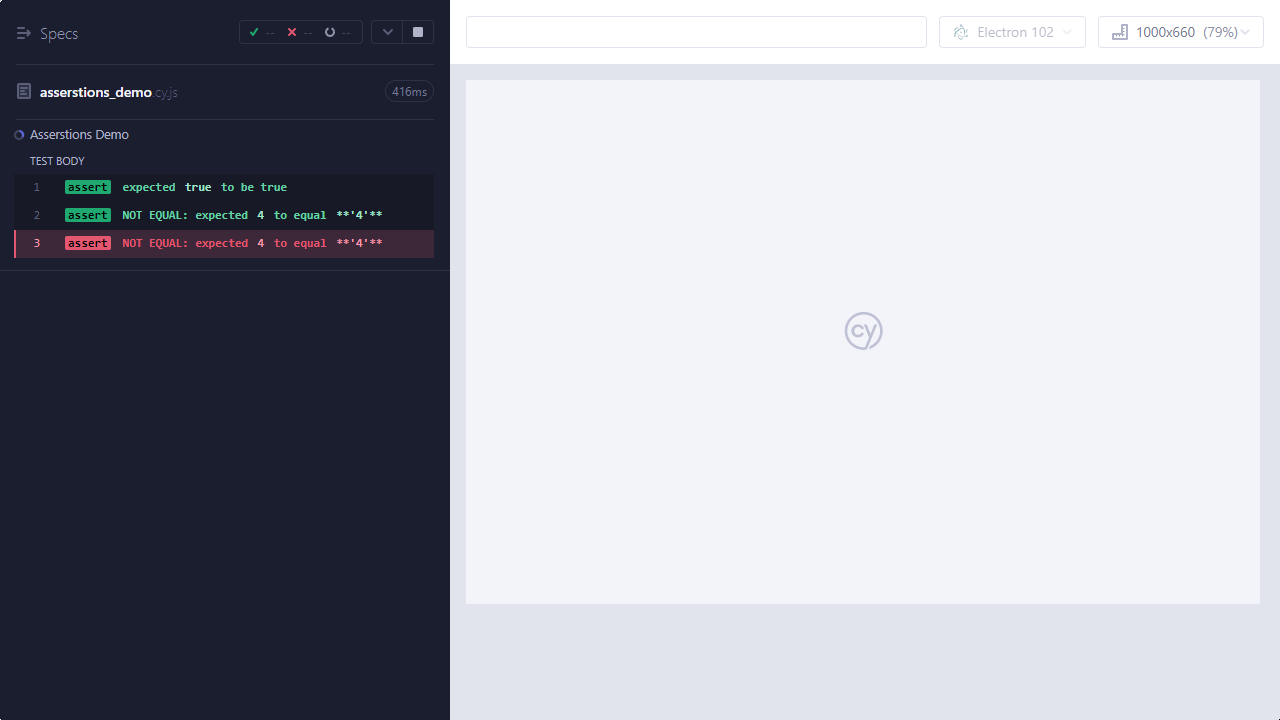 Specs
-- -- --
asserstions_demo.cy.js 416ms
Asserstions Demo
TEST BODY
1 assert expected true to be true
2 assert NOT EQUAL: expected 4 to equal **'4'**
3 assert NOT EQUAL: expected 4 to equal **'4'**
Electron 102
1000x660 (79%)
cy